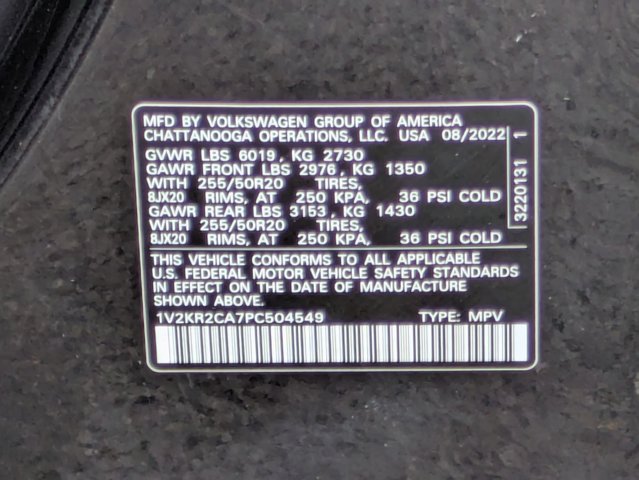 MFD BY VOLKSWAGEN GROUP OF AMERICA
CHATTANOOGA OPERATIONS, LLC. USA 08/2022
GVWR LBS 6019, KG 2730
GAWR FRONT LBS 2976, KG 1350
WITH 255/50R20 TIRES,
8JX20 RIMS, AT 250 KPA, 36 PSI COLD
GAWR REAR LBS 3153, KG 1430
WITH 255/50R20 TIRES,
8JX20 RIMS, AT 250 KPA, 36 PSI COLD
3220131 1
THIS VEHICLE CONFORMS TO ALL APPLICABLE
U.S. FEDERAL MOTOR VEHICLE SAFETY STANDARDS
IN EFFECT ON THE DATE OF MANUFACTURE
SHOWN ABOVE.
1V2KR2CA7PC504549 TYPE: MPV